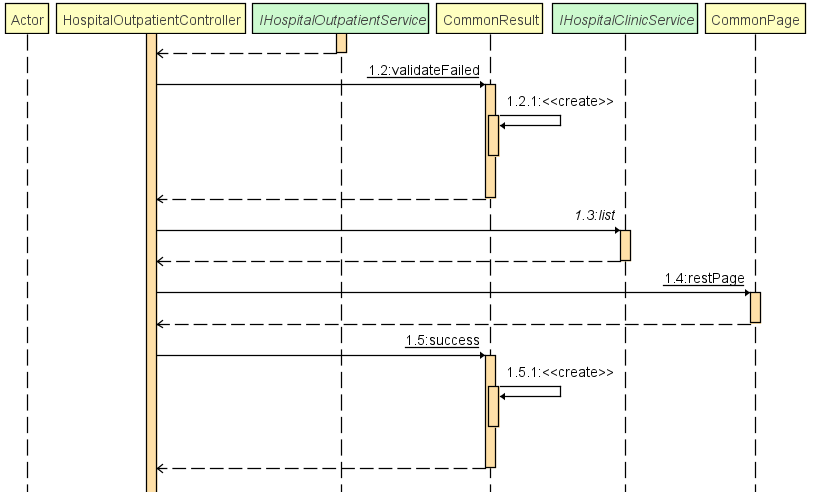 Actor
HospitalOutpatientController
IHospitalOutpatientService
CommonResult
IHospitalClinicService
CommonPage
1.2:validateFailed
1.2.1:<<create>>
1.3:list
1.4:restPage
1.5:success
1.5.1:<<create>>